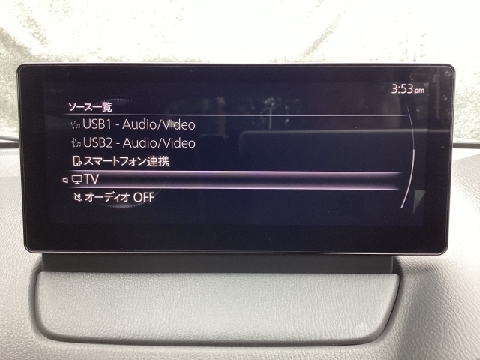 3:53 pm
ソース一覧
USB1 - Audio/Video
USB2 - Audio/Video
スマートフォン連携
TV
オーディオ OFF